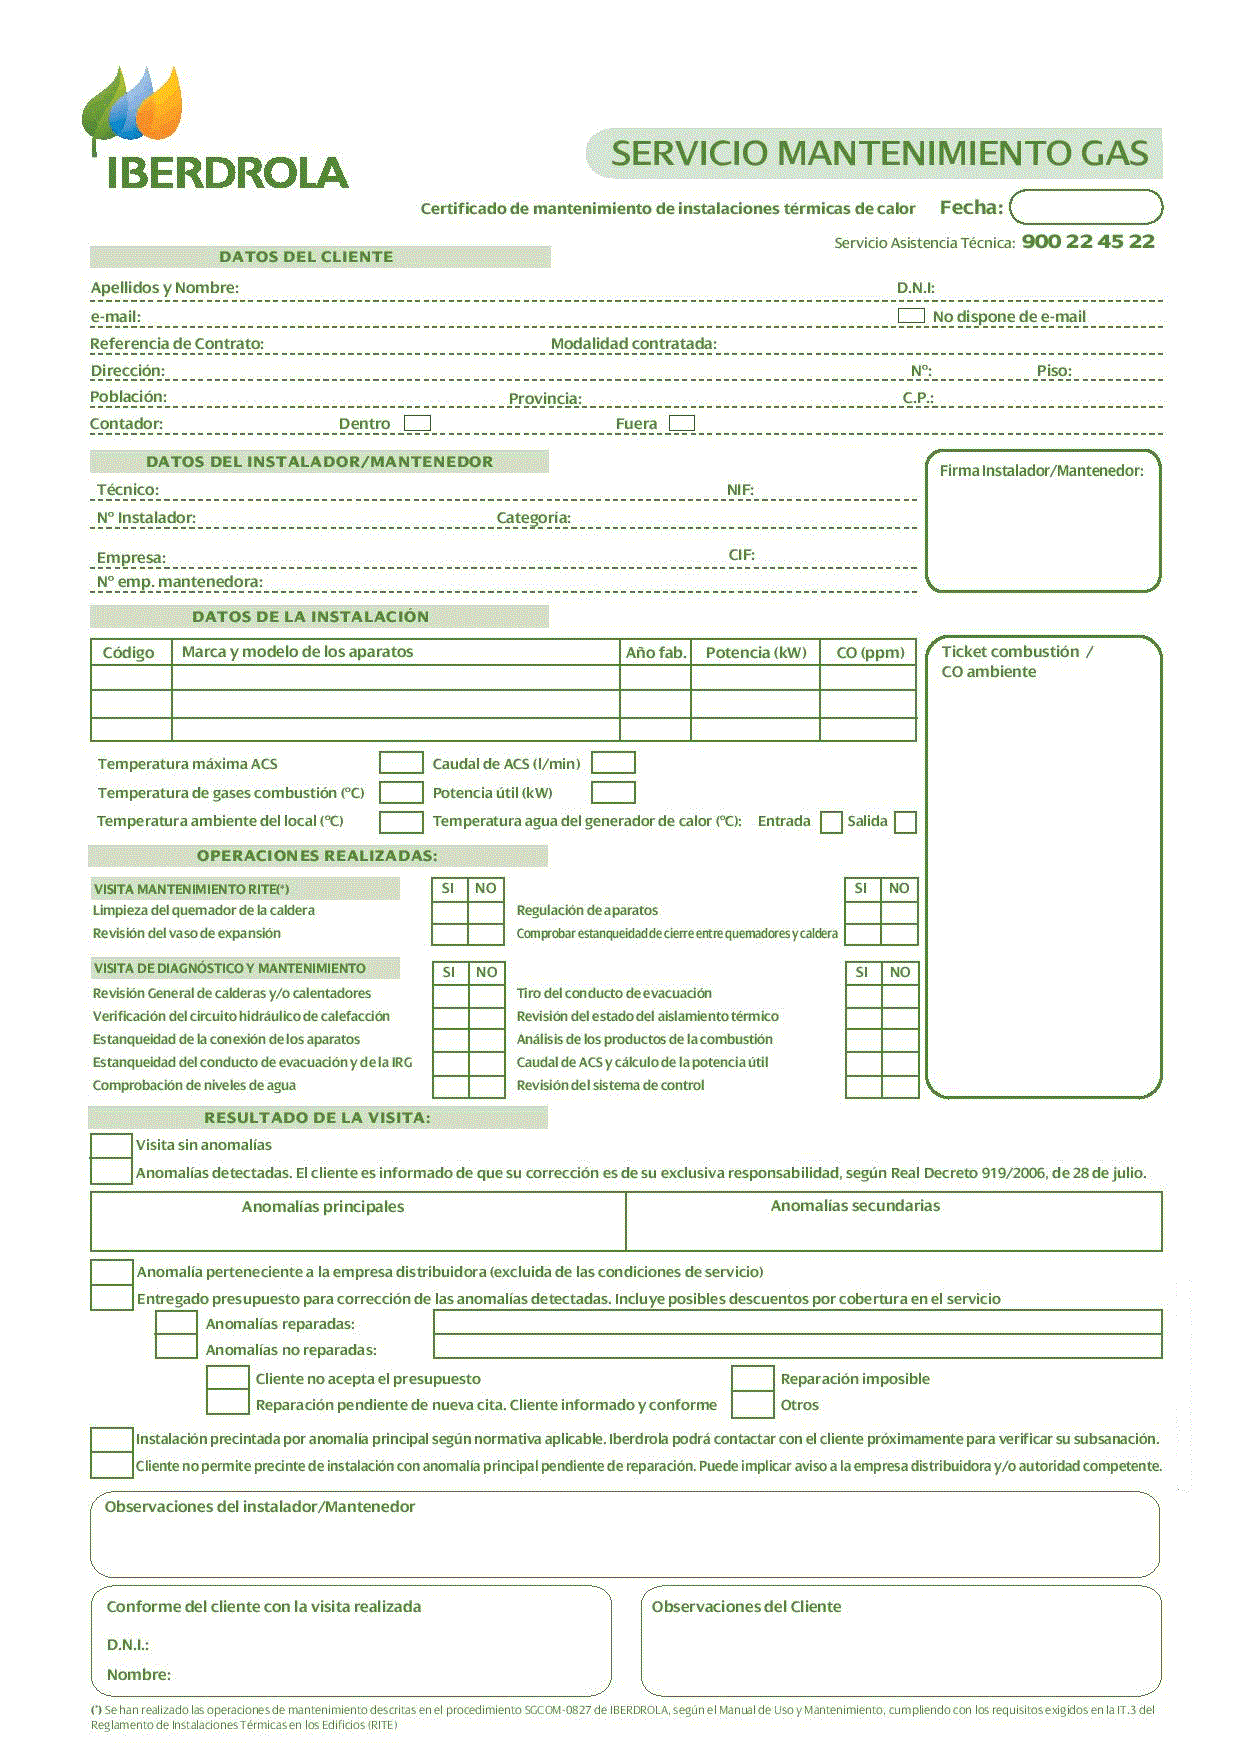 IBERDROLA
SERVICIO MANTENIMIENTO GAS
Certificado de mantenimiento de instalaciones térmicas de calor Fecha:
Servicio Asistencia Técnica: 900 22 45 22
DATOS DEL CLIENTE
Apellidos y Nombre: D.N.I:
e-mail: No dispone de e-mail
Referencia de Contrato: Modalidad contratada:
Dirección: Nº: Piso:
Población: Provincia: C.P.:
Contador: Dentro Fuera
DATOS DEL INSTALADOR/MANTENEDOR
Firma Instalador/Mantenedor:
Técnico: NIF:
Nº Instalador: Categoría:
Empresa: CIF:
Nº emp. mantenedora:
DATOS DE LA INSTALACIÓN
Código Marca y modelo de los aparatos Año fab. Potencia (kW) CO (ppm)
Ticket combustión /
CO ambiente
Temperatura máxima ACS Caudal de ACS (l/min)
Temperatura de gases combustión (ºC) Potencia útil (kW)
Temperatura ambiente del local (ºC) Temperatura agua del generador de calor (ºC): Entrada Salida
OPERACIONES REALIZADAS:
VISITA MANTENIMIENTO RITE(*) SI NO SI NO
Limpieza del quemador de la caldera Regulación de aparatos
Revisión del vaso de expansión Comprobar estanqueidad de cierre entre quemadores y caldera
VISITA DE DIAGNÓSTICO Y MANTENIMIENTO SI NO SI NO
Revisión General de calderas y/o calentadores Tiro del conducto de evacuación
Verificación del circuito hidráulico de calefacción Revisión del estado del aislamiento térmico
Estanqueidad de la conexión de los aparatos Análisis de los productos de la combustión
Estanqueidad del conducto de evacuación y de la IRG Caudal de ACS y cálculo de la potencia útil
Comprobación de niveles de agua Revisión del sistema de control
RESULTADO DE LA VISITA:
Visita sin anomalías
Anomalías detectadas. El cliente es informado de que su corrección es de su exclusiva responsabilidad, según Real Decreto 919/2006, de 28 de julio.
Anomalías principales Anomalías secundarias
Anomalía perteneciente a la empresa distribuidora (excluida de las condiciones de servicio)
Entregado presupuesto para corrección de las anomalías detectadas. Incluye posibles descuentos por cobertura en el servicio
Anomalías reparadas:
Anomalías no reparadas:
Cliente no acepta el presupuesto Reparación imposible
Reparación pendiente de nueva cita. Cliente informado y conforme Otros
Instalación precintada por anomalía principal según normativa aplicable. Iberdrola podrá contactar con el cliente próximamente para verificar su subsanación.
Cliente no permite precinte de instalación con anomalía principal pendiente de reparación. Puede implicar aviso a la empresa distribuidora y/o autoridad competente.
Observaciones del instalador/Mantenedor
Conforme del cliente con la visita realizada Observaciones del Cliente
D.N.I.:
Nombre:
(*) Se han realizado las operaciones de mantenimiento descritas en el procedimiento SGCOM-0827 de IBERDROLA, según el Manual de Uso y Mantenimiento, cumpliendo con los requisitos exigidos en la IT.3 del
Reglamento de Instalaciones Térmicas en los Edificios (RITE)